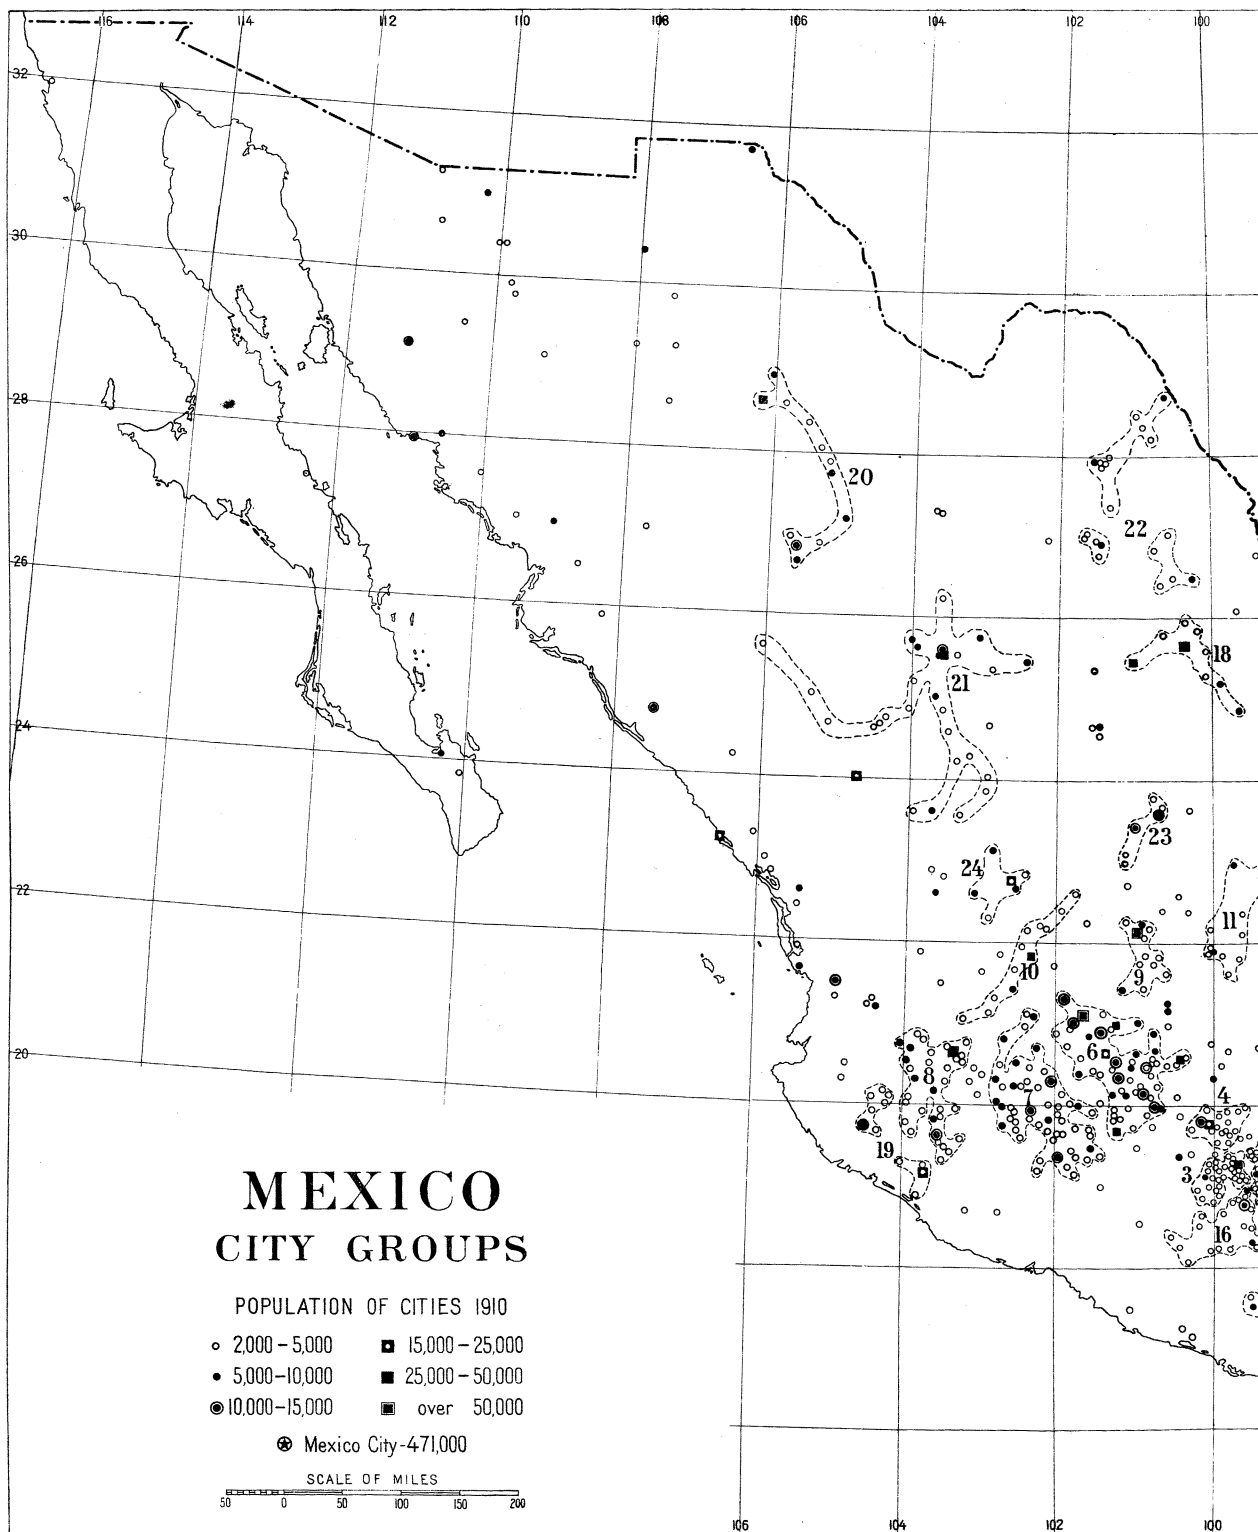 116 114 112 110 108 106 104 102 100
32
30
28
20
22
26
18
21
24
23
24
22
11
10
9
20
6
8
7
4
19
3
16
MEXICO
CITY GROUPS
POPULATION OF CITIES 1910
2,000-5,000 15,000-25,000
5,000-10,000 25,000-50,000
10,000-15,000 over 50,000
Mexico City-471,000
SCALE OF MILES
50 0 50 100 150 200
106 104 102 100